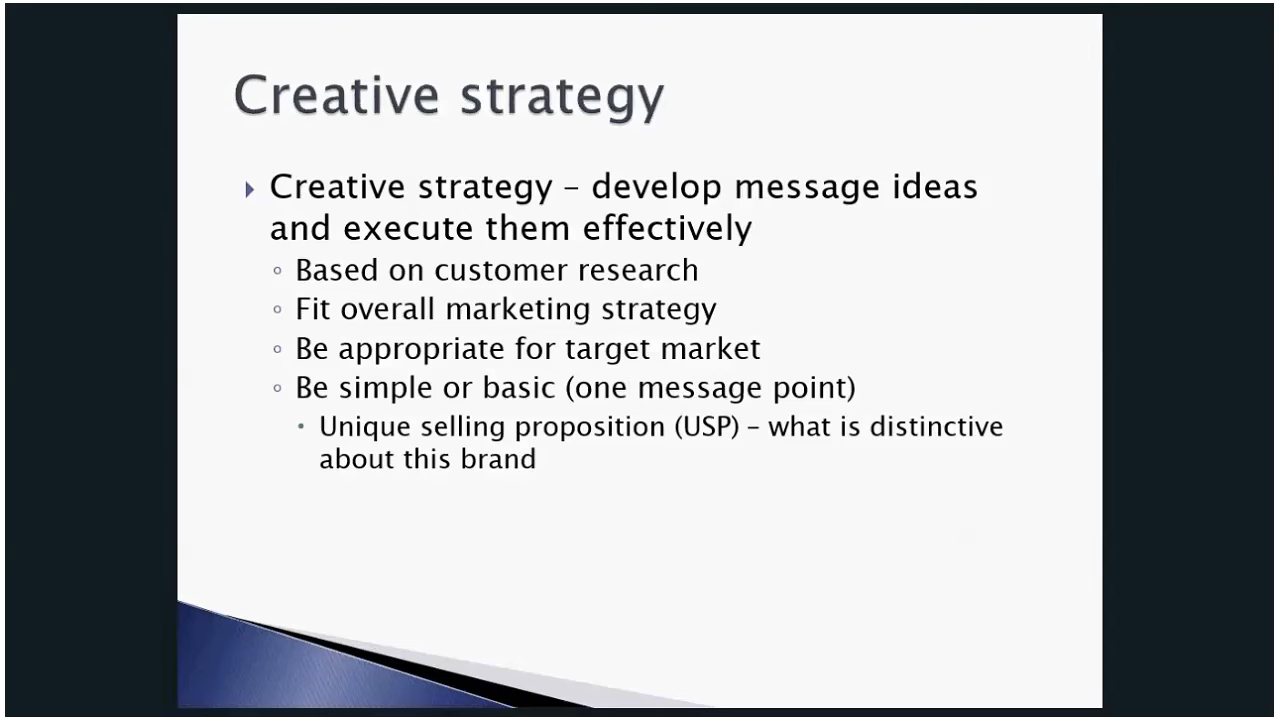 Creative strategy
Creative strategy – develop message ideas
and execute them effectively
Based on customer research
Fit overall marketing strategy
Be appropriate for target market
Be simple or basic (one message point)
Unique selling proposition (USP) – what is distinctive
about this brand